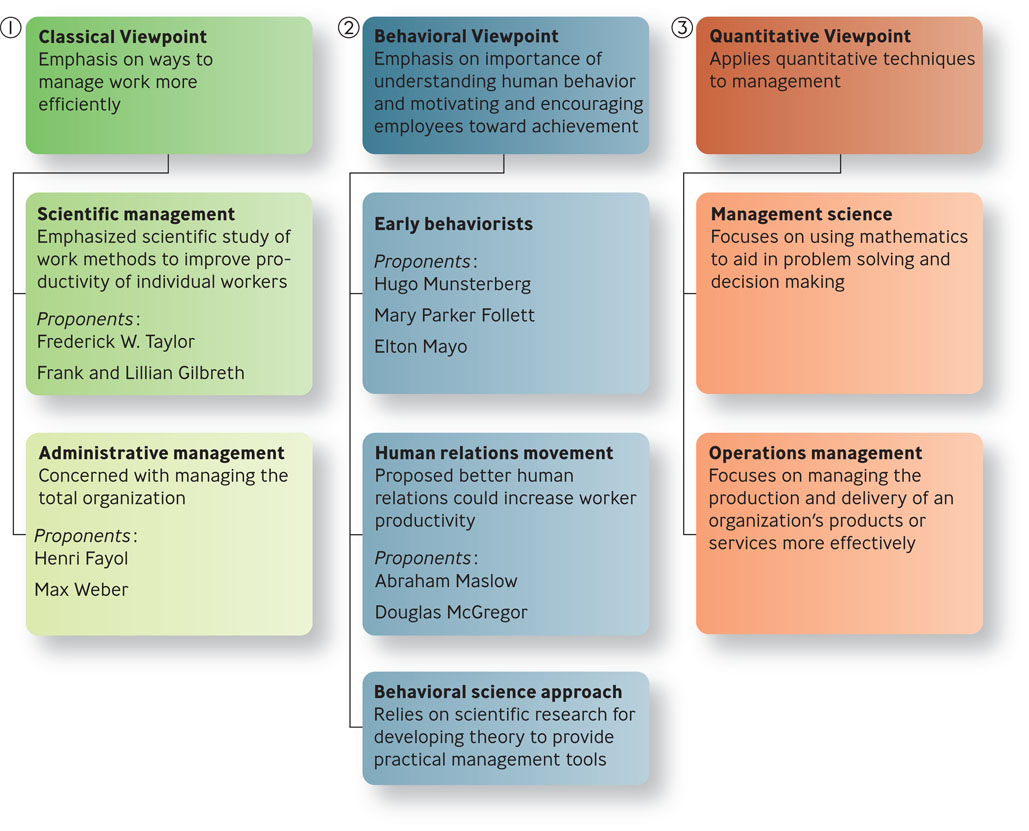 ①
Classical Viewpoint
Emphasis on ways to
manage work more
efficiently
Scientific management
Emphasized scientific study of
work methods to improve pro-
ductivity of individual workers
Proponents:
Frederick W. Taylor
Frank and Lillian Gilbreth
Administrative management
Concerned with managing the
total organization
Proponents:
Henri Fayol
Max Weber
②
Behavioral Viewpoint
Emphasis on importance of
understanding human behavior
and motivating and encouraging
employees toward achievement
Early behaviorists
Proponents:
Hugo Munsterberg
Mary Parker Follett
Elton Mayo
Human relations movement
Proposed better human
relations could increase worker
productivity
Proponents:
Abraham Maslow
Douglas McGregor
Behavioral science approach
Relies on scientific research for
developing theory to provide
practical management tools
③
Quantitative Viewpoint
Applies quantitative techniques
to management
Management science
Focuses on using mathematics
to aid in problem solving and
decision making
Operations management
Focuses on managing the
production and delivery of an
organization’s products or
services more effectively